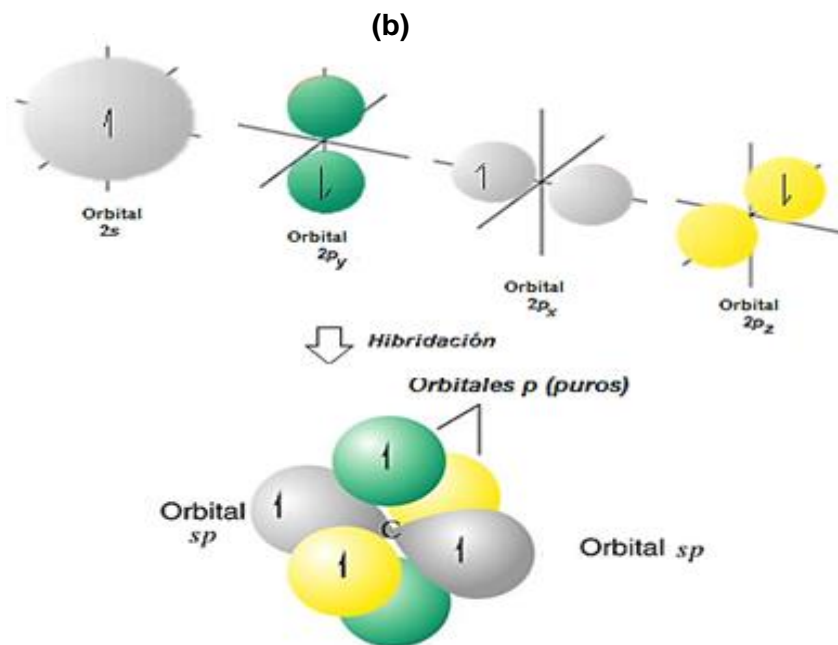 (b)
Orbital
2s
Orbital
2py
Orbital
2px
Orbital
2pz
Hibridación
Orbitales p (puros)
Orbital
sp
C
Orbital sp